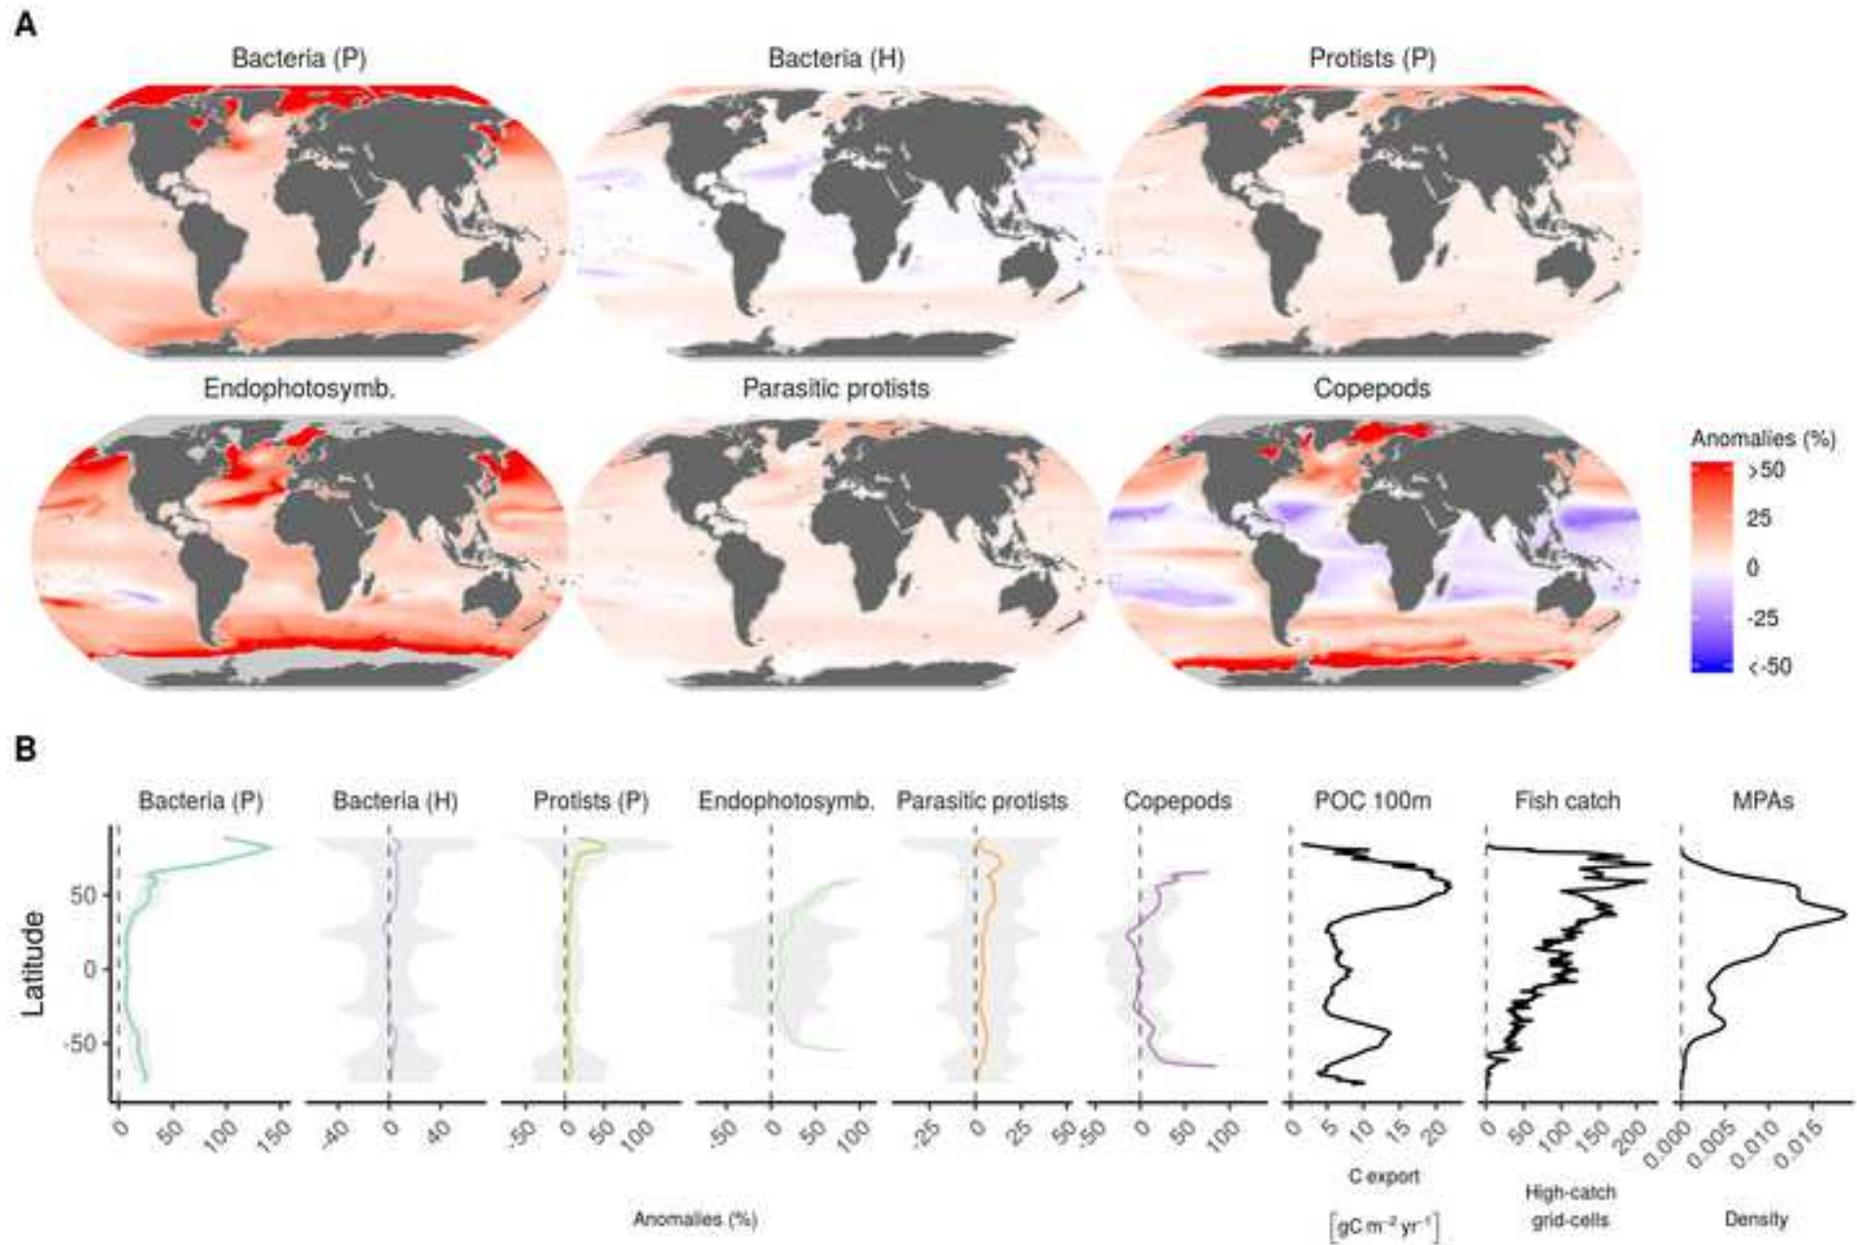 A
Bacteria (P)
Bacteria (H)
Protists (P)
Endophotosymb.
Parasitic protists
Copepods
Anomalies (%)
>50
25
0
-25
<-50
B
Bacteria (P)
Bacteria (H)
Protists (P)
Endophotosymb.
Parasitic protists
Copepods
POC 100m
Fish catch
MPAs
Latitude
50
0
-50
0 50 100 150
-40 0 40
-50 0 50 100
-50 0 50 100
-25 0 25 50
-50 0 50 100
0 5 10 15 20
0 50 100 150 200
0.000 0.005 0.010 0.015
Anomalies (%)
C export
[gC m⁻² yr⁻¹]
High-catch
grid-cells
Density